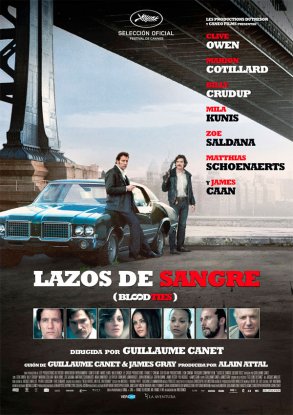 SELECCIÓN OFICIAL
FESTIVAL DE CANNES
LES PRODUCTIONS DU TRESOR Y
CANEO FILMS PRESENTAN
CLIVE
OWEN
MARION
COTILLARD
BILLY
CRUDUP
MILA
KUNIS
ZOE
SALDANA
MATTHIAS
SCHOENAERTS
Y JAMES
CAAN
LAZOS DE SANGRE
(BLOOD TIES)
DIRIGIDA POR GUILLAUME CANET
GUIÓN DE GUILLAUME CANET & JAMES GRAY PRODUCIDA POR ALAIN ATTAL
LA AVENTURA